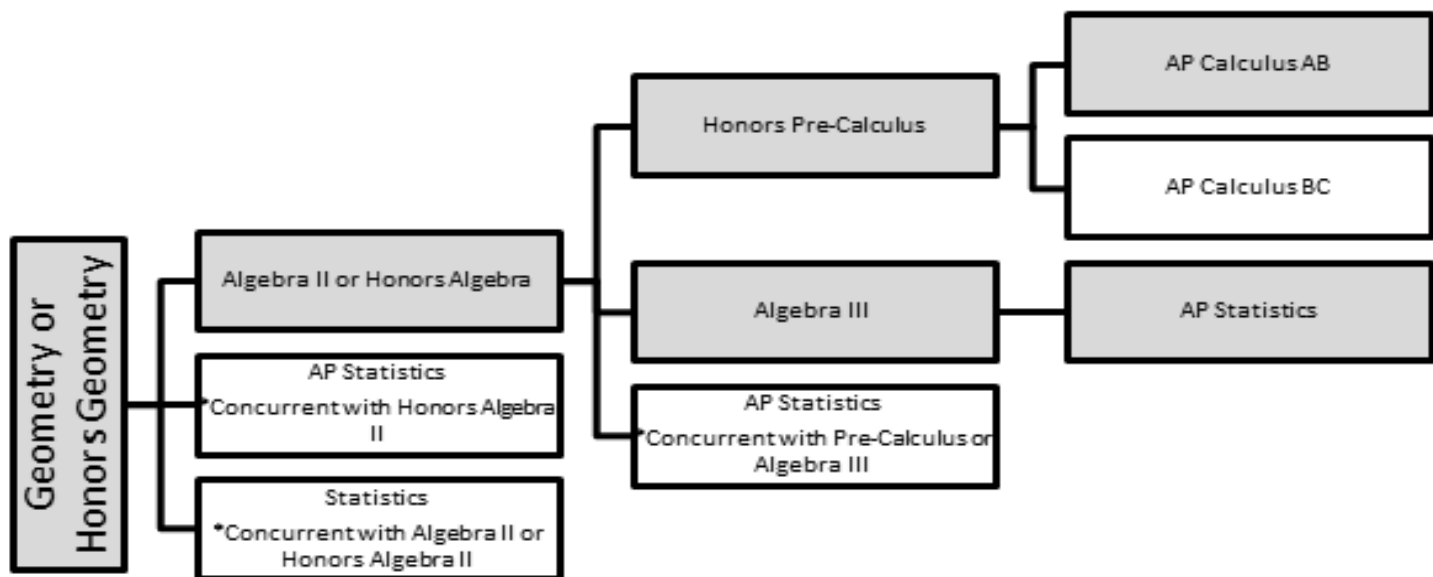 Geometry or
Honors Geometry
Algebra II or Honors Algebra
AP Statistics
*Concurrent with Honors Algebra
II
Statistics
*Concurrent with Algebra II or
Honors Algebra II
Honors Pre-Calculus
Algebra III
AP Statistics
*Concurrent with Pre-Calculus or
Algebra III
AP Calculus AB
AP Calculus BC
AP Statistics